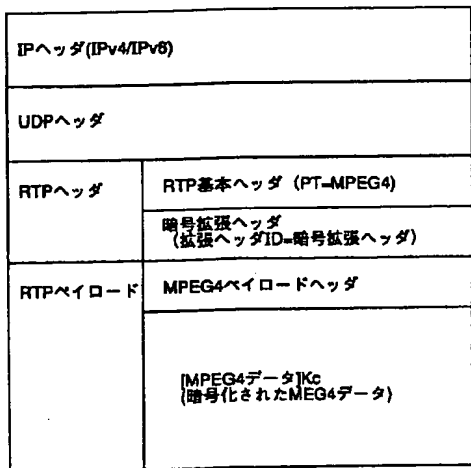 IPヘッダ(IPv4/IPv6)
UDPヘッダ
RTPヘッダ
RTP基本ヘッダ (PT=MPEG4)
暗号拡張ヘッダ
(拡張ヘッダID=暗号拡張ヘッダ)
RTPペイロード
MPEG4ペイロードヘッダ
[MPEG4データ]Kc
(暗号化されたMEG4データ)